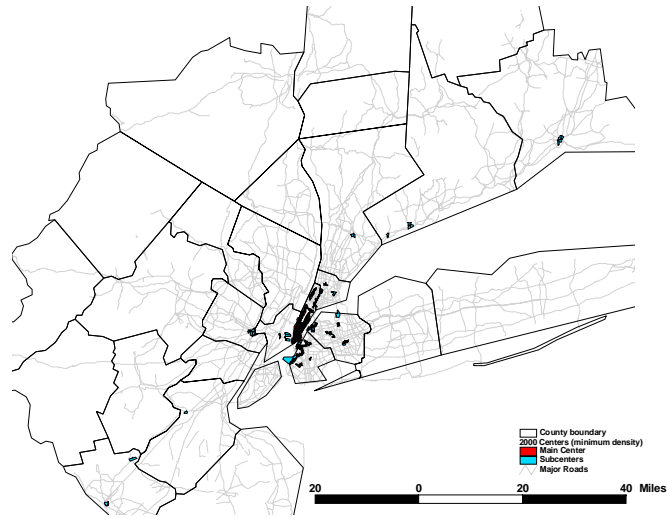 County boundary
2000 Centers (minimum density)
Main Center
Subcenters
Major Roads
20 0 20 40 Miles